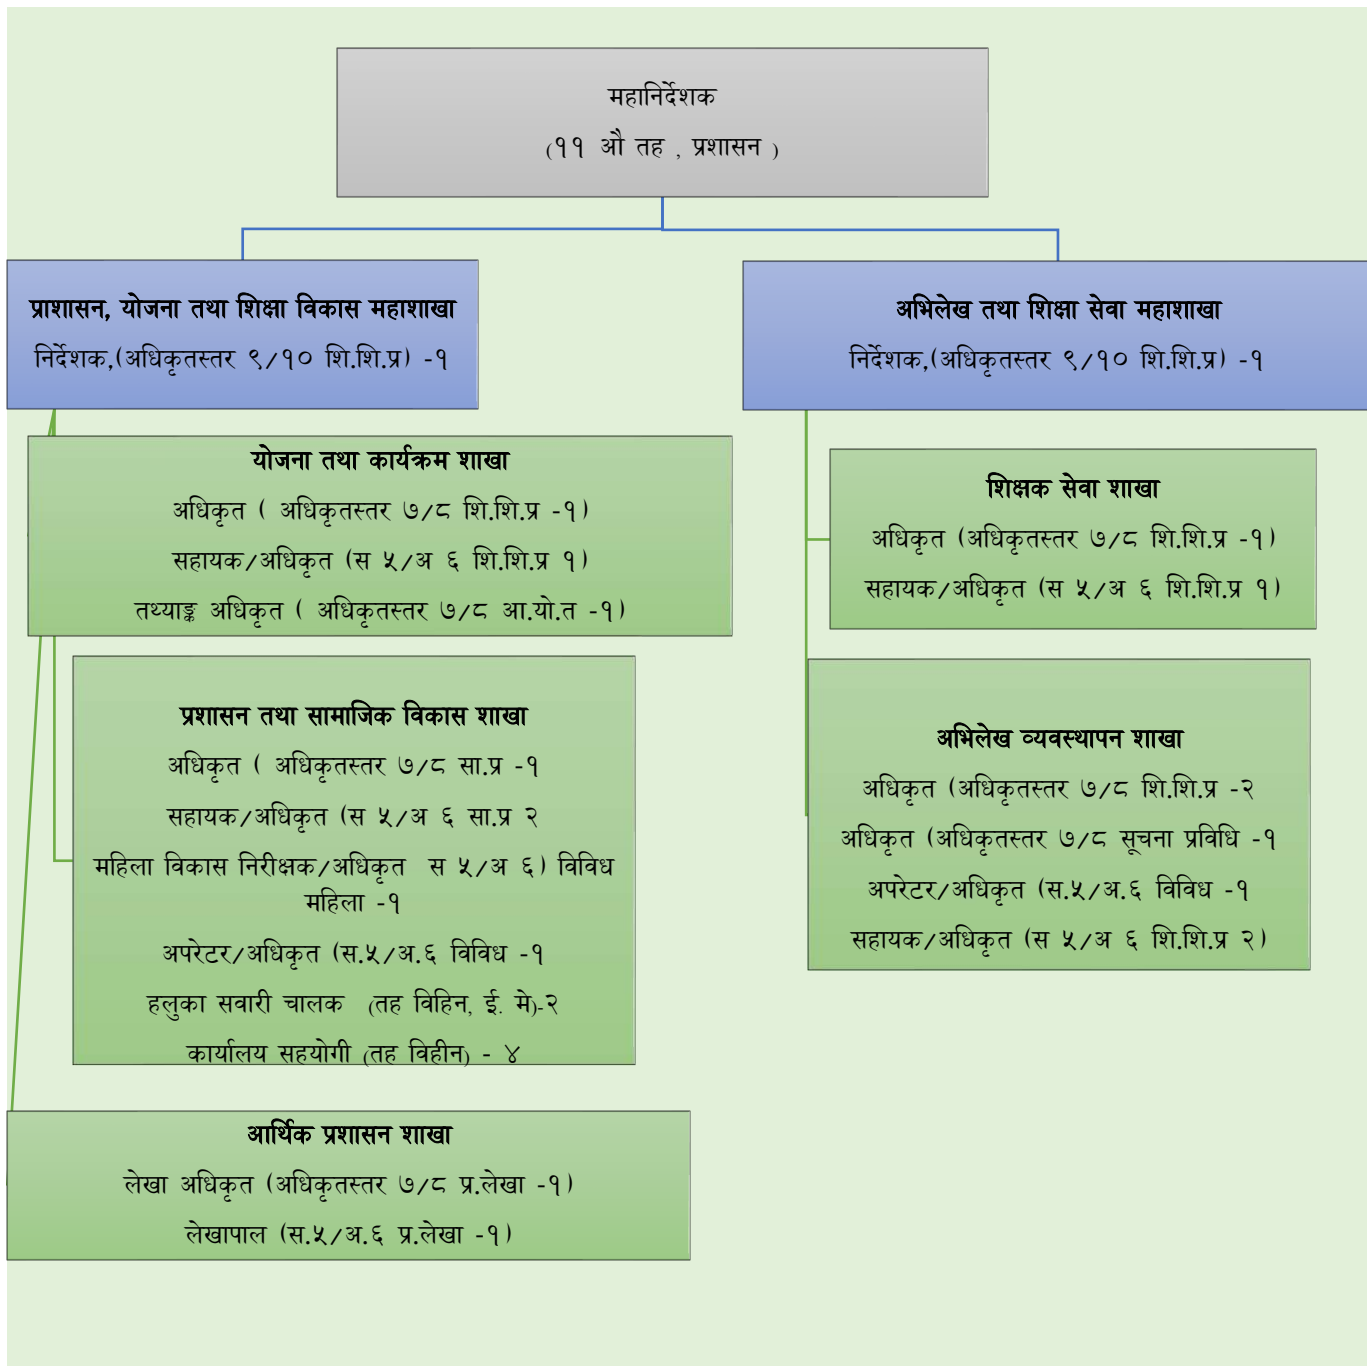 महानिर्देशक
(११ औ तह , प्रशासन )
प्राशासन, योजना तथा शिक्षा विकास महाशाखा
निर्देशक,(अधिकृतस्तर ९/१० शि.शि.प्र) -१
योजना तथा कार्यक्रम शाखा
अधिकृत ( अधिकृतस्तर ७/८ शि.शि.प्र -१)
सहायक/अधिकृत (स ५/अ ६ शि.शि.प्र १)
तथ्याङ्क अधिकृत ( अधिकृतस्तर ७/८ आ.यो.त -१)
प्रशासन तथा सामाजिक विकास शाखा
अधिकृत ( अधिकृतस्तर ७/८ सा.प्र -१
सहायक/अधिकृत (स ५/अ ६ सा.प्र २
महिला विकास निरीक्षक/अधिकृत स ५/अ ६) विविध
महिला -१
अपरेटर/अधिकृत (स.५/अ.६ विविध -१
हलुका सवारी चालक (तह विहिन, ई. मे)-२
कार्यालय सहयोगी (तह विहीन) - ४
आर्थिक प्रशासन शाखा
लेखा अधिकृत (अधिकृतस्तर ७/८ प्र.लेखा -१)
लेखापाल (स.५/अ.६ प्र.लेखा -१)
अभिलेख तथा शिक्षा सेवा महाशाखा
निर्देशक,(अधिकृतस्तर ९/१० शि.शि.प्र) -१
शिक्षक सेवा शाखा
अधिकृत (अधिकृतस्तर ७/८ शि.शि.प्र -१)
सहायक/अधिकृत (स ५/अ ६ शि.शि.प्र १)
अभिलेख व्यवस्थापन शाखा
अधिकृत (अधिकृतस्तर ७/८ शि.शि.प्र -२
अधिकृत (अधिकृतस्तर ७/८ सूचना प्रविधि -१
अपरेटर/अधिकृत (स.५/अ.६ विविध -१
सहायक/अधिकृत (स ५/अ ६ शि.शि.प्र २)